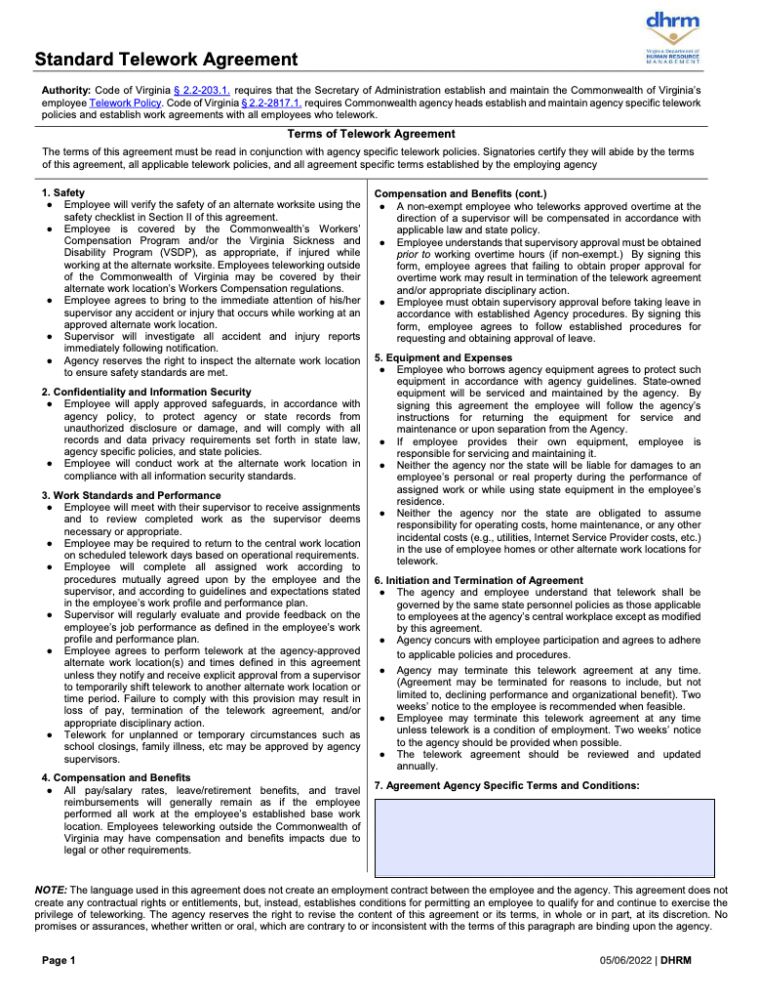 dhrm
Virginia Department of
HUMAN RESOURCE
MANAGEMENT
Standard Telework Agreement
Authority: Code of Virginia § 2.2-203.1. requires that the Secretary of Administration establish and maintain the Commonwealth of Virginia's
employee Telework Policy. Code of Virginia § 2.2-2817.1. requires Commonwealth agency heads establish and maintain agency specific telework
policies and establish work agreements with all employees who telework.
Terms of Telework Agreement
The terms of this agreement must be read in conjunction with agency specific telework policies. Signatories certify they will abide by the terms
of this agreement, all applicable telework policies, and all agreement specific terms established by the employing agency
1. Safety
● Employee will verify the safety of an alternate worksite using the
safety checklist in Section II of this agreement.
● Employee is covered by the Commonwealth's Workers'
Compensation Program and/or the Virginia Sickness and
Disability Program (VSDP), as appropriate, if injured while
working at the alternate worksite. Employees teleworking outside
of the Commonwealth of Virginia may be covered by their
alternate work location's Workers Compensation regulations.
● Employee agrees to bring to the immediate attention of his/her
supervisor any accident or injury that occurs while working at an
approved alternate work location.
● Supervisor will investigate all accident and injury reports
immediately following notification.
● Agency reserves the right to inspect the alternate work location
to ensure safety standards are met.
2. Confidentiality and Information Security
● Employee will apply approved safeguards, in accordance with
agency policy, to protect agency or state records from
unauthorized disclosure or damage, and will comply with all
records and data privacy requirements set forth in state law,
agency specific policies, and state policies.
● Employee will conduct work at the alternate work location in
compliance with all information security standards.
3. Work Standards and Performance
● Employee will meet with their supervisor to receive assignments
and to review completed work as the supervisor deems
necessary or appropriate.
● Employee may be required to return to the central work location
on scheduled telework days based on operational requirements.
● Employee will complete all assigned work according to
procedures mutually agreed upon by the employee and the
supervisor, and according to guidelines and expectations stated
in the employee's work profile and performance plan.
● Supervisor will regularly evaluate and provide feedback on the
employee's job performance as defined in the employee's work
profile and performance plan.
● Employee agrees to perform telework at the agency-approved
alternate work location(s) and times defined in this agreement
unless they notify and receive explicit approval from a supervisor
to temporarily shift telework to another alternate work location or
time period. Failure to comply with this provision may result in
loss of pay, termination of the telework agreement, and/or
appropriate disciplinary action.
● Telework for unplanned or temporary circumstances such as
school closings, family illness, etc may be approved by agency
supervisors.
4. Compensation and Benefits
● All pay/salary rates, leave/retirement benefits, and travel
reimbursements will generally remain as if the employee
performed all work at the employee's established base work
location. Employees teleworking outside the Commonwealth of
Virginia may have compensation and benefits impacts due to
legal or other requirements.
Compensation and Benefits (cont.)
● A non-exempt employee who teleworks approved overtime at the
direction of a supervisor will be compensated in accordance with
applicable law and state policy.
● Employee understands that supervisory approval must be obtained
prior to working overtime hours (if non-exempt.) By signing this
form, employee agrees that failing to obtain proper approval for
overtime work may result in termination of the telework agreement
and/or appropriate disciplinary action.
● Employee must obtain supervisory approval before taking leave in
accordance with established Agency procedures. By signing this
form, employee agrees to follow established procedures for
requesting and obtaining approval of leave.
5. Equipment and Expenses
● Employee who borrows agency equipment agrees to protect such
equipment in accordance with agency guidelines. State-owned
equipment will be serviced and maintained by the agency. By
signing this agreement the employee will follow the agency's
instructions for returning the equipment for service and
maintenance or upon separation from the Agency.
● If employee provides their own equipment, employee is
responsible for servicing and maintaining it.
● Neither the agency nor the state will be liable for damages to an
employee's personal or real property during the performance of
assigned work or while using state equipment in the employee's
residence.
● Neither the agency nor the state are obligated to assume
responsibility for operating costs, home maintenance, or any other
incidental costs (e.g., utilities, Internet Service Provider costs, etc.)
in the use of employee homes or other alternate work locations for
telework.
6. Initiation and Termination of Agreement
● The agency and employee understand that telework shall be
governed by the same state personnel policies as those applicable
to employees at the agency's central workplace except as modified
by this agreement.
● Agency concurs with employee participation and agrees to adhere
to applicable policies and procedures.
● Agency may terminate this telework agreement at any time.
(Agreement may be terminated for reasons to include, but not
limited to, declining performance and organizational benefit). Two
weeks' notice to the employee is recommended when feasible.
● Employee may terminate this telework agreement at any time
unless telework is a condition of employment. Two weeks' notice
to the agency should be provided when possible.
● The telework agreement should be reviewed and updated
annually.
7. Agreement Agency Specific Terms and Conditions:
NOTE: The language used in this agreement does not create an employment contract between the employee and the agency. This agreement does not
create any contractual rights or entitlements, but, instead, establishes conditions for permitting an employee to qualify for and continue to exercise the
privilege of teleworking. The agency reserves the right to revise the content of this agreement or its terms, in whole or in part, at its discretion. No
promises or assurances, whether written or oral, which are contrary to or inconsistent with the terms of this paragraph are binding upon the agency.
Page 1
05/06/2022 | DHRM